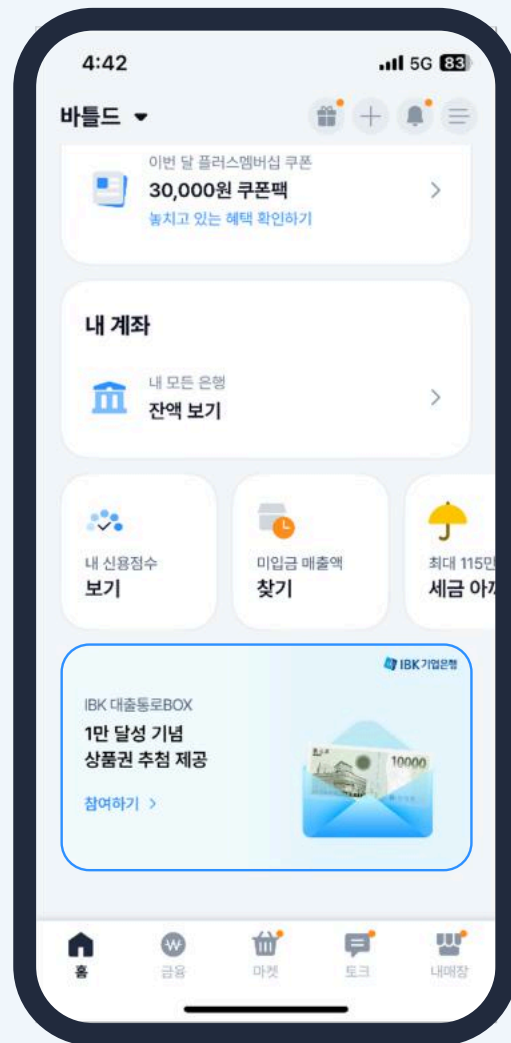 4:42
5G 83
바틀드
이번 달 플러스멤버십 쿠폰
30,000원 쿠폰팩
놓치고 있는 혜택 확인하기
내 계좌
내 모든 은행
잔액 보기
내 신용점수
보기
미입금 매출액
찾기
최대 115만
세금 아끼
IBK기업은행
IBK 대출통로BOX
1만 달성 기념
상품권 추첨 제공
참여하기 >
10000
홈
금융
마켓
토크
내매장